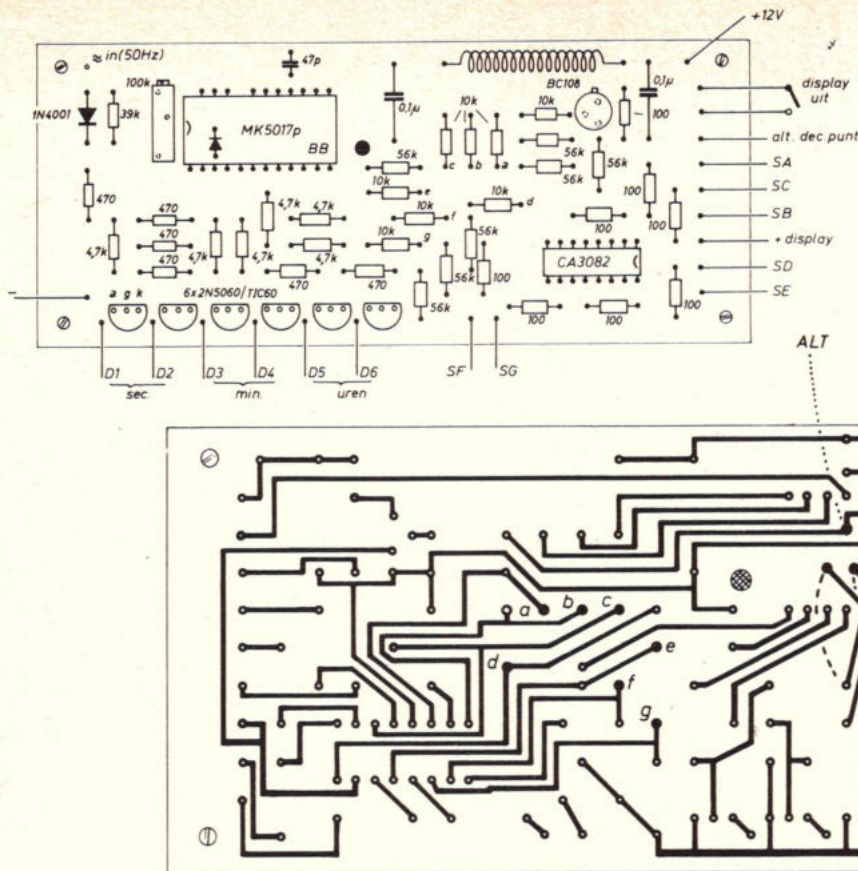 +12V
≈ in(50Hz)
47p
100k
0,1µ
BC108
0,1µ
display
uit
1N4001
39k
MK5017p
BB
10k
10k
100
alt. dec. punt
c b a
56k
56k
56k
56k
SA
10k
e
10k
d
100
SC
470
470
4,7k
4,7k
10k
f
SB
470
4,7k
10k
g
56k
100
100
100
+ display
4,7k
470
4,7k
4,7k
470
470
56k
100
CA3082
SD
–
a g k
6x2N5060/TIC60
56k
100
100
100
SE
D1 D2 D3 D4 D5 D6
SF SG
sec. min. uren
ALT
a b c
d e
f
g